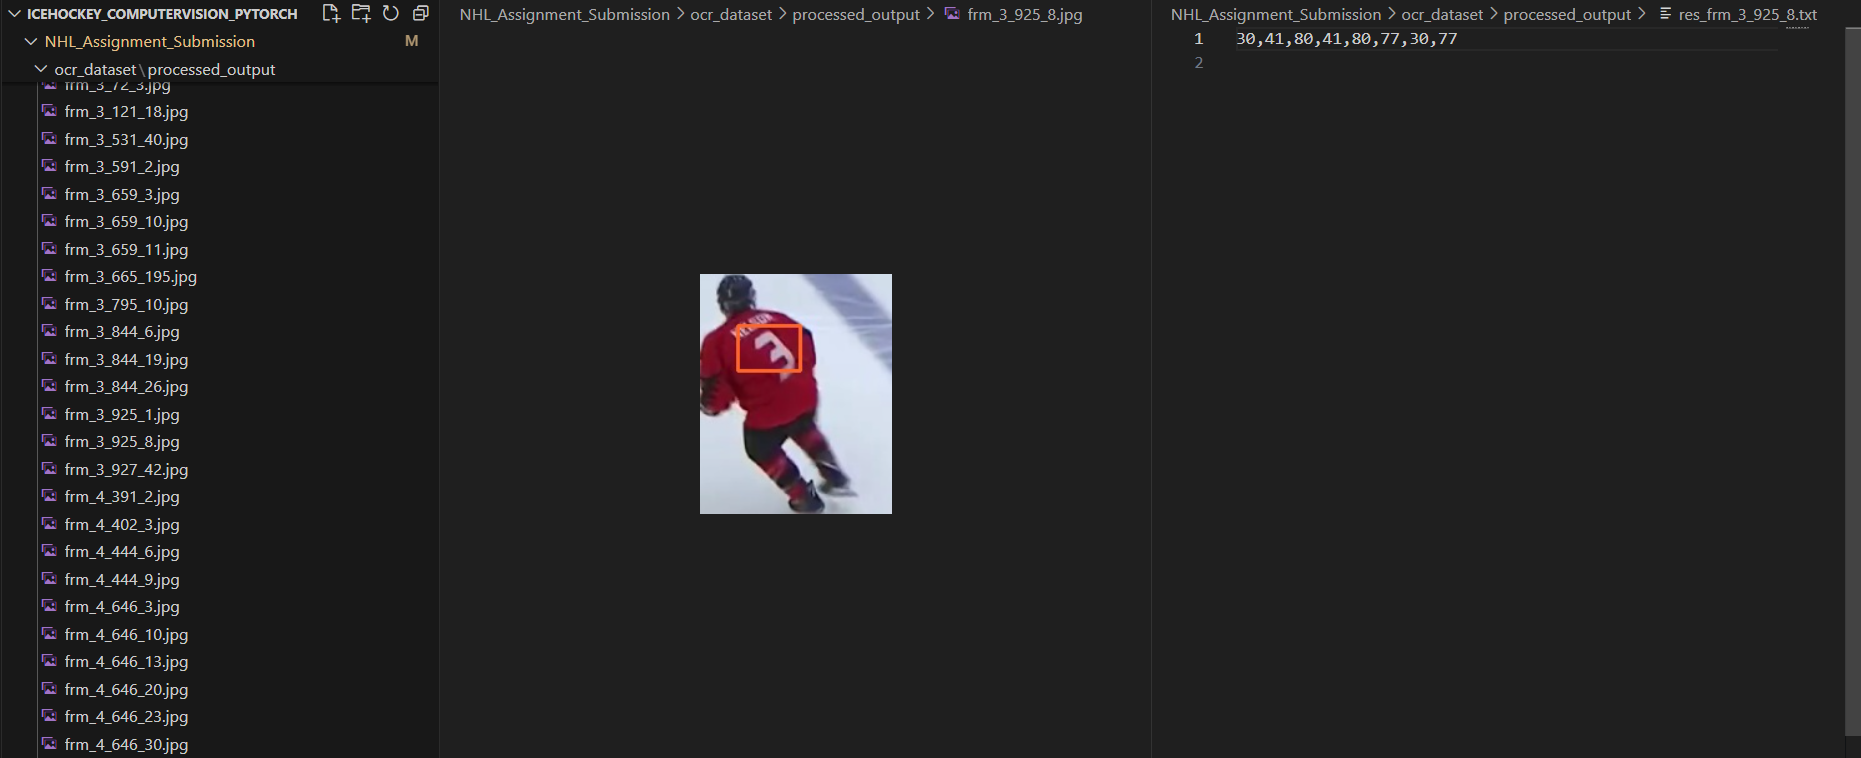 ICEHOCKEY_COMPUTERVISION_PYTORCH
NHL_Assignment_Submission M
ocr_dataset\processed_output
frm_3_72_3.jpg
frm_3_121_18.jpg
frm_3_531_40.jpg
frm_3_591_2.jpg
frm_3_659_3.jpg
frm_3_659_10.jpg
frm_3_659_11.jpg
frm_3_665_195.jpg
frm_3_795_10.jpg
frm_3_844_6.jpg
frm_3_844_19.jpg
frm_3_844_26.jpg
frm_3_925_1.jpg
frm_3_925_8.jpg
frm_3_927_42.jpg
frm_4_391_2.jpg
frm_4_402_3.jpg
frm_4_444_6.jpg
frm_4_444_9.jpg
frm_4_646_3.jpg
frm_4_646_10.jpg
frm_4_646_13.jpg
frm_4_646_20.jpg
frm_4_646_23.jpg
frm_4_646_30.jpg
NHL_Assignment_Submission > ocr_dataset > processed_output > frm_3_925_8.jpg
3
NHL_Assignment_Submission > ocr_dataset > processed_output > res_frm_3_925_8.txt
1 30,41,80,41,80,77,30,77
2